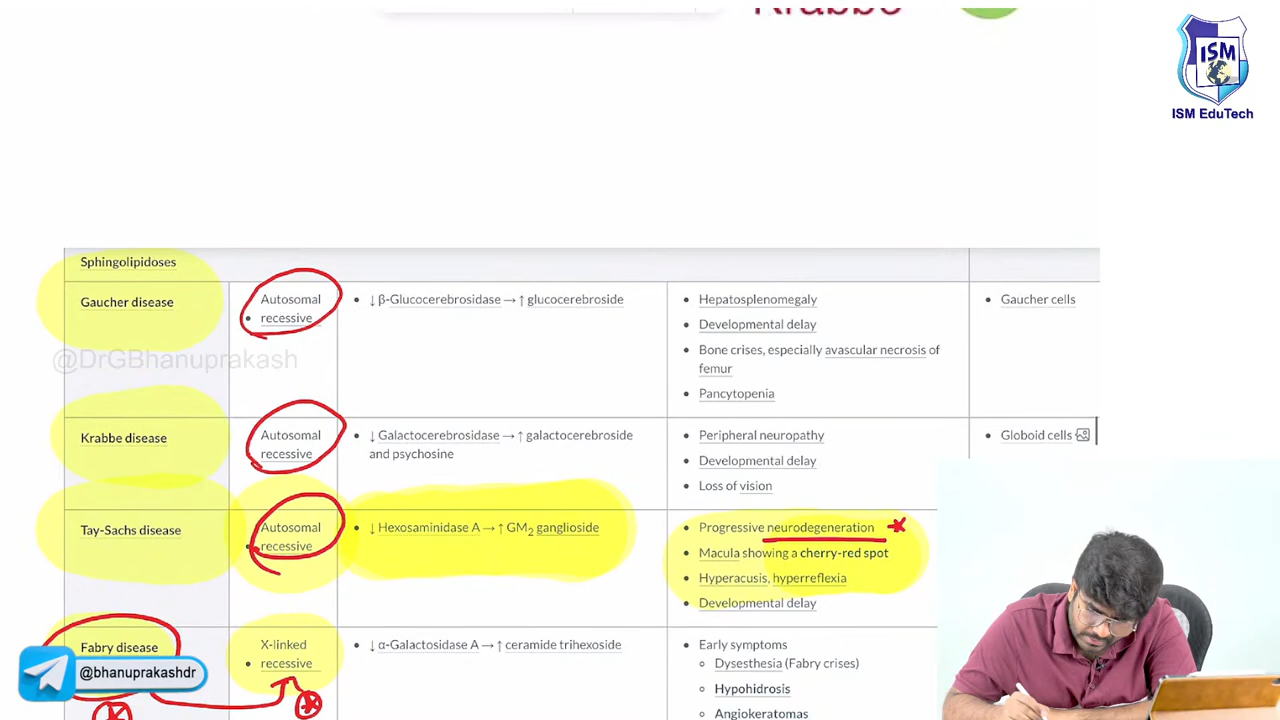 Krabbe
ISM
ISM EduTech
Sphingolipidoses
Gaucher disease
Autosomal
recessive
↓ β-Glucocerebrosidase → ↑ glucocerebroside
Hepatosplenomegaly
Developmental delay
Bone crises, especially avascular necrosis of
femur
Pancytopenia
Gaucher cells
@DrGBhanuprakash
Krabbe disease
Autosomal
recessive
↓ Galactocerebrosidase → ↑ galactocerebroside
and psychosine
Peripheral neuropathy
Developmental delay
Loss of vision
Globoid cells
Tay-Sachs disease
Autosomal
recessive
↓ Hexosaminidase A → ↑ GM2 ganglioside
Progressive neurodegeneration
Macula showing a cherry-red spot
Hyperacusis, hyperreflexia
Developmental delay
Fabry disease
X-linked
recessive
↓ α-Galactosidase A → ↑ ceramide trihexoside
Early symptoms
Dysesthesia (Fabry crises)
Hypohidrosis
Angiokeratomas
@bhanuprakashdr